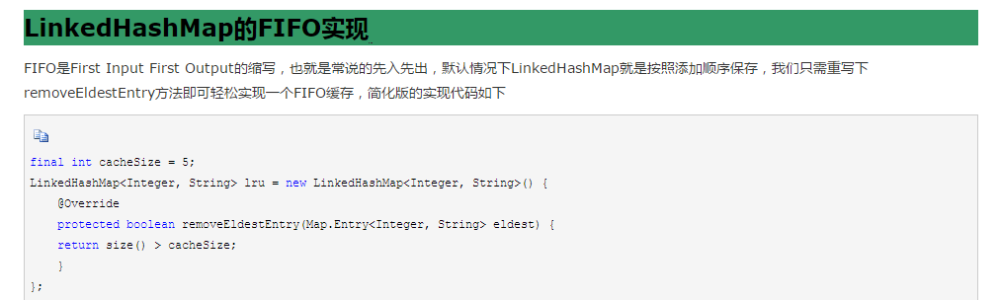 LinkedHashMap的FIFO实现
FIFO是First Input First Output的缩写，也就是常说的先入先出，默认情况下LinkedHashMap就是按照添加顺序保存，我们只需重写下
removeEldestEntry方法即可轻松实现一个FIFO缓存，简化版的实现代码如下
final int cacheSize = 5;
LinkedHashMap<Integer, String> lru = new LinkedHashMap<Integer, String>() {
    @Override
    protected boolean removeEldestEntry(Map.Entry<Integer, String> eldest) {
    return size() > cacheSize;
    }
};